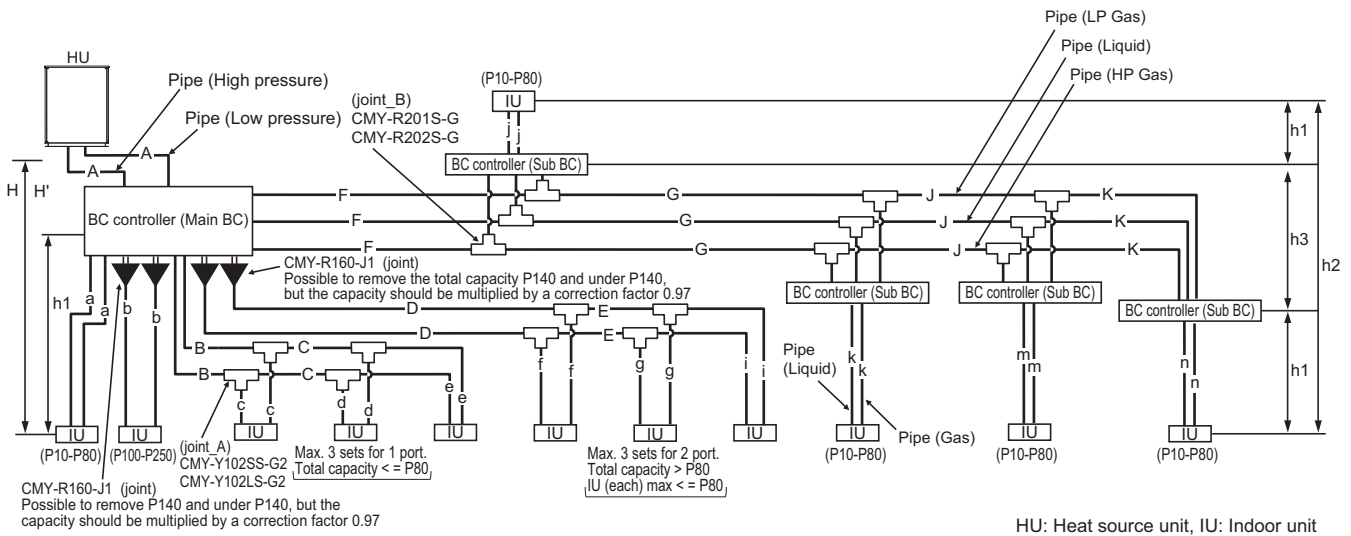 Pipe (LP Gas)
Pipe (Liquid)
Pipe (HP Gas)
HU
Pipe (High pressure)
Pipe (Low pressure)
(joint_B)
CMY-R201S-G
CMY-R202S-G
(P10-P80)
IU
j
j
BC controller (Sub BC)
h1
A
A
H
H'
BC controller (Main BC)
F
G
J
K
F
G
J
K
F
G
J
K
h3
h2
CMY-R160-J1 (joint)
Possible to remove the total capacity P140 and under P140,
but the capacity should be multiplied by a correction factor 0.97
BC controller (Sub BC)
BC controller (Sub BC)
BC controller (Sub BC)
h1
a
a
b
b
D
E
D
E
B
C
B
C
c
c
d
d
e
e
f
f
g
g
i
i
Pipe
(Liquid)
k
k
m
m
n
n
h1
Pipe (Gas)
IU
IU
IU
IU
IU
IU
IU
IU
IU
IU
IU
(P10-P80)
(P100-P250)
(joint_A)
CMY-Y102SS-G2
CMY-Y102LS-G2
Max. 3 sets for 1 port.
Total capacity < = P80
Max. 3 sets for 2 port.
Total capacity > P80
IU (each) max < = P80
(P10-P80)
(P10-P80)
(P10-P80)
CMY-R160-J1 (joint)
Possible to remove P140 and under P140, but the
capacity should be multiplied by a correction factor 0.97
HU: Heat source unit, IU: Indoor unit